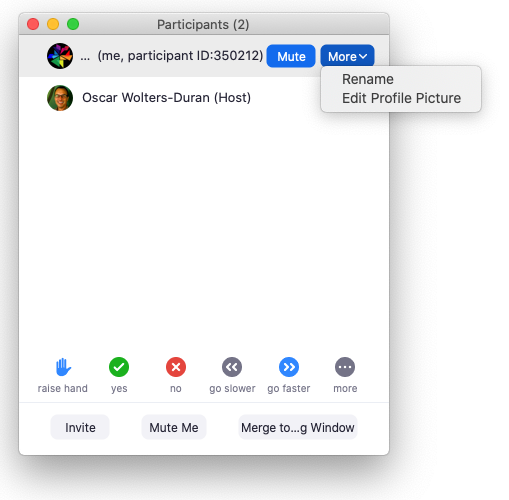 Participants (2)
... (me, participant ID:350212) Mute More
Rename
Edit Profile Picture
Oscar Wolters-Duran (Host)
raise hand yes no go slower go faster more
Invite Mute Me Merge to...g Window